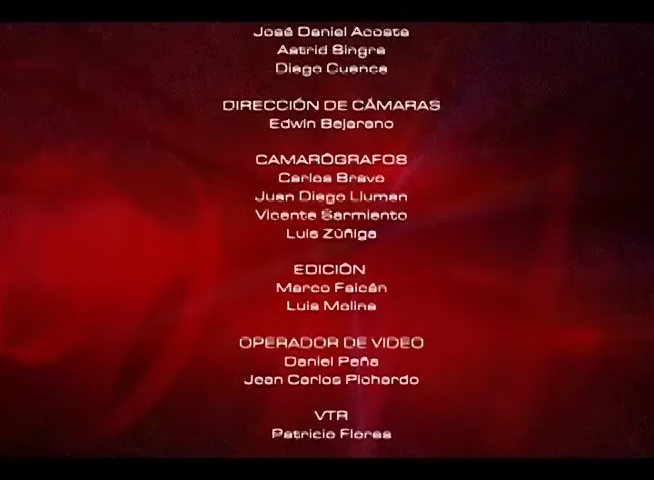 José Daniel Acosta
Astrid Singre
Diego Cuenca
DIRECCIÓN DE CÁMARAS
Edwin Bejarano
CAMARÓGRAFOS
Carlos Bravo
Juan Diego Lluman
Vicente Sarmiento
Luis Zúñiga
EDICIÓN
Marco Faicán
Luis Molina
OPERADOR DE VIDEO
Daniel Peña
Jean Carlos Pichardo
VTR
Patricio Flores